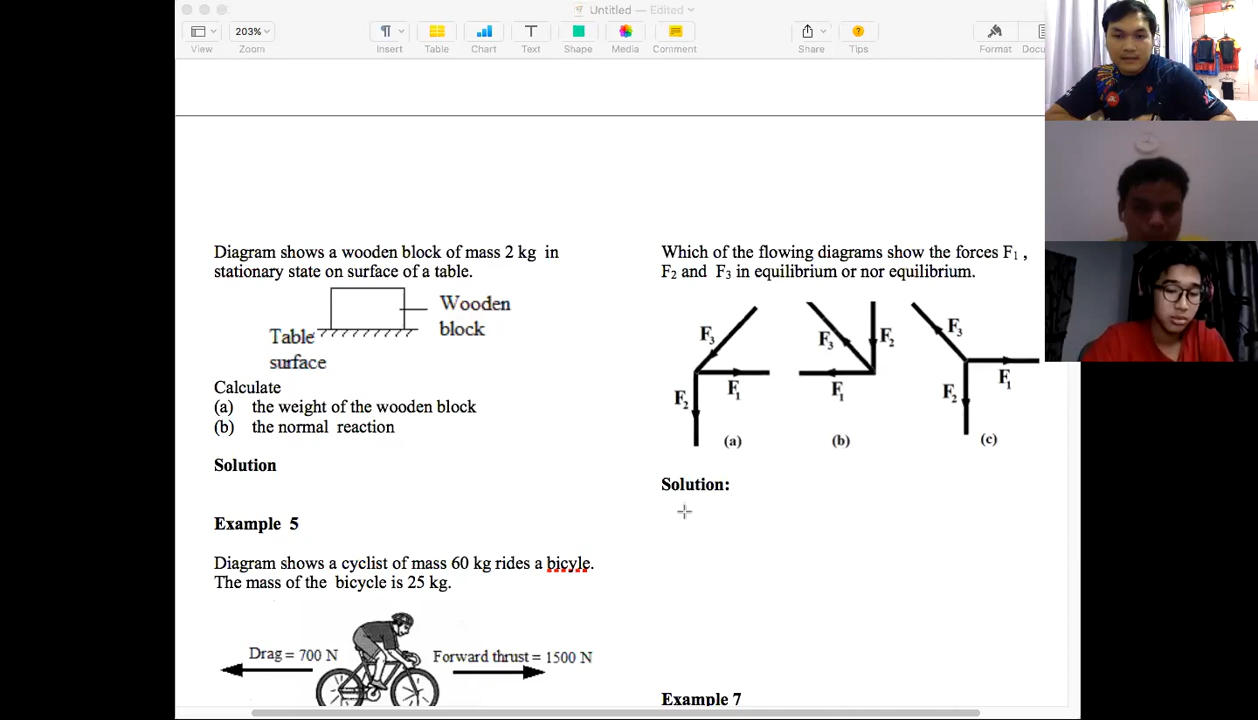 Untitled — Edited
203%
View
Zoom
Insert
Table
Chart
Text
Shape
Media
Comment
Share
Tips
Format
Docu
Diagram shows a wooden block of mass 2 kg in
stationary state on surface of a table.
Wooden
block
Table
surface
Calculate
(a) the weight of the wooden block
(b) the normal reaction
Solution
Example 5
Diagram shows a cyclist of mass 60 kg rides a bicyle.
The mass of the bicycle is 25 kg.
Drag = 700 N
Forward thrust = 1500 N
Which of the flowing diagrams show the forces F₁ ,
F₂ and F₃ in equilibrium or nor equilibrium.
F₃
F₂
F₁
(a)
F₃
F₂
F₁
(b)
F₃
F₂
F₁
(c)
Solution:
Example 7